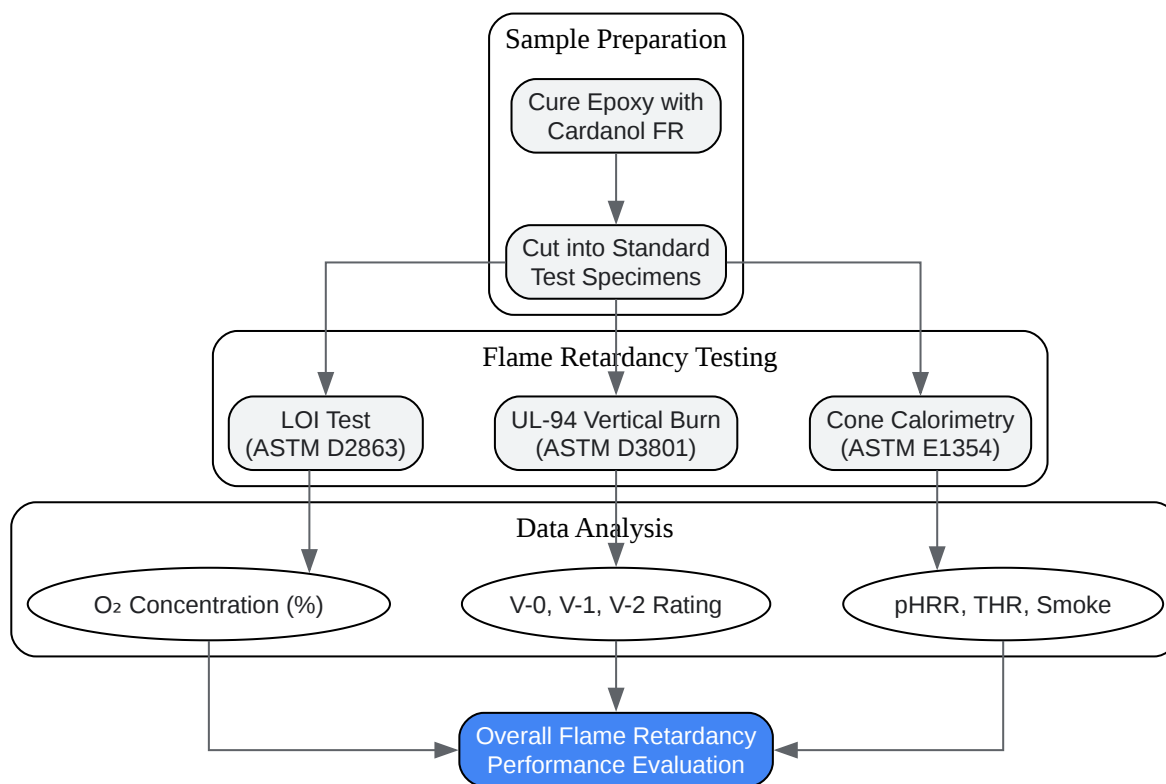 Sample Preparation
Cure Epoxy with
Cardanol FR
Cut into Standard
Test Specimens
Flame Retardancy Testing
LOI Test
(ASTM D2863)
UL-94 Vertical Burn
(ASTM D3801)
Cone Calorimetry
(ASTM E1354)
Data Analysis
O₂ Concentration (%)
V-0, V-1, V-2 Rating
pHRR, THR, Smoke
Overall Flame Retardancy
Performance Evaluation